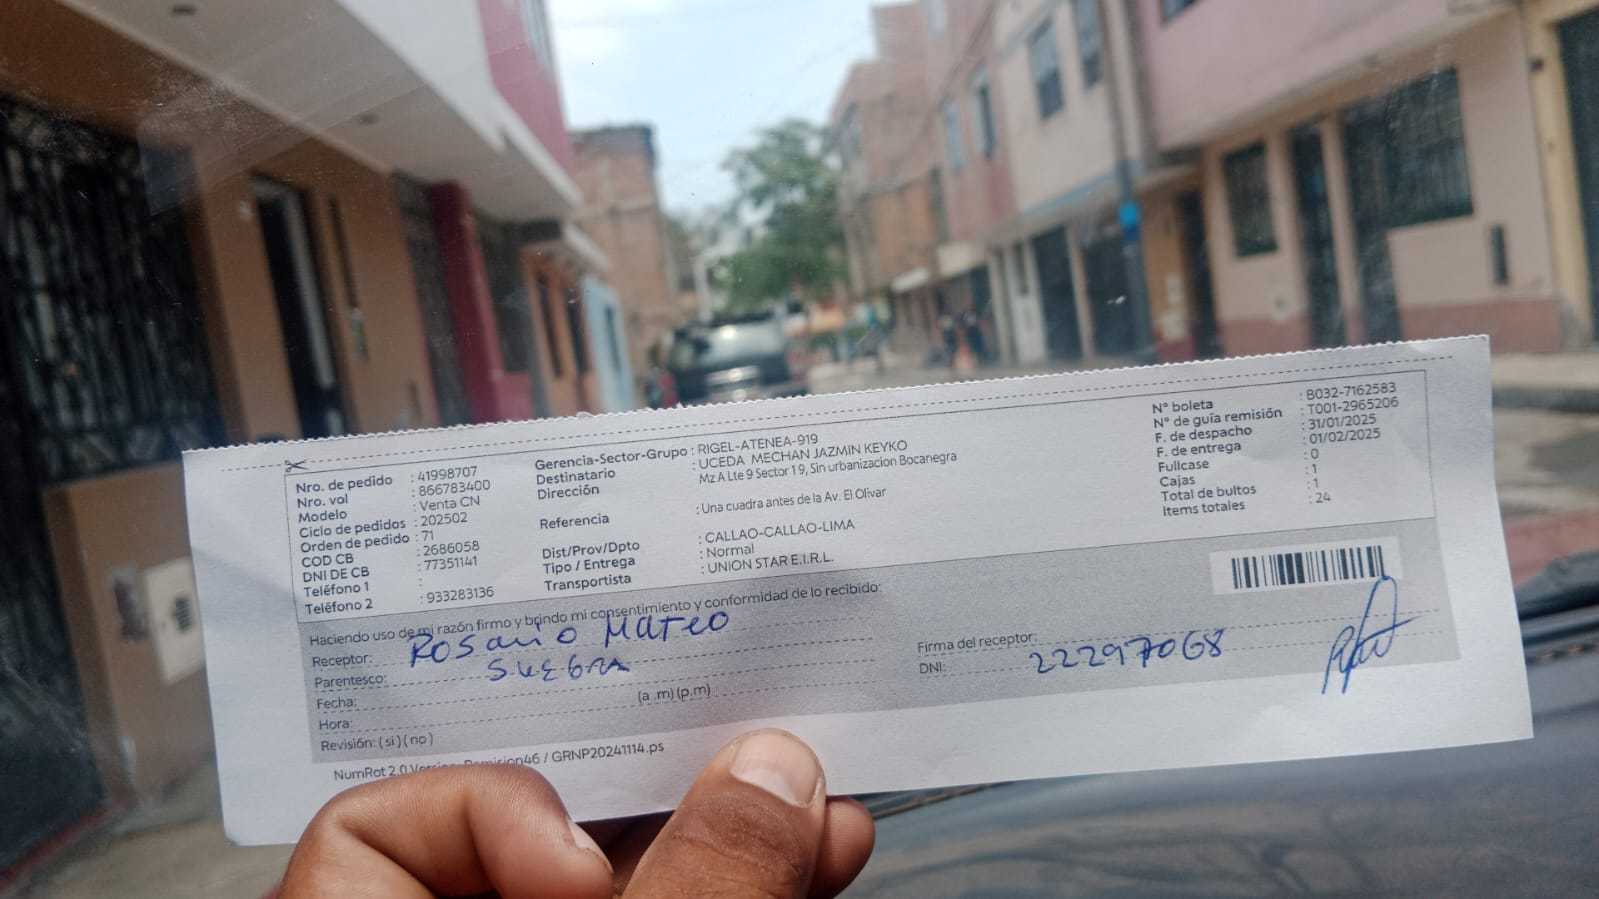 Nro. de pedido : 41998707
Nro. vol : 866783400
Modelo : Venta CN
Ciclo de pedidos : 202502
Orden de pedido : 71
COD CB : 2686058
DNI DE CB : 77351141
Teléfono 1 :
Teléfono 2 : 933283136
Gerencia-Sector-Grupo : RIGEL-ATENEA-919
Destinatario : UCEDA MECHAN JAZMIN KEYKO
Dirección Mz A Lte 9 Sector 1 9, Sin urbanizacion Bocanegra
Referencia : Una cuadra antes de la Av. El Olivar
Dist/Prov/Dpto : CALLAO-CALLAO-LIMA
Tipo / Entrega : Normal
Transportista : UNION STAR E.I.R.L.
N° boleta : B032-7162583
N° de guía remisión : T001-2965206
F. de despacho : 31/01/2025
F. de entrega : 01/02/2025
Fullcase : 0
Cajas : 1
Total de bultos : 1
Items totales : 24
Haciendo uso de mi razón firmo y brindo mi consentimiento y conformidad de lo recibido:
Receptor: Rosario Mateo
Parentesco: SUEGRA
Fecha:
Hora: (a .m) (p.m)
Revisión: ( si ) ( no )
Firma del receptor:
DNI: 22297068
NumRot 2.0 / GRNP20241114.ps